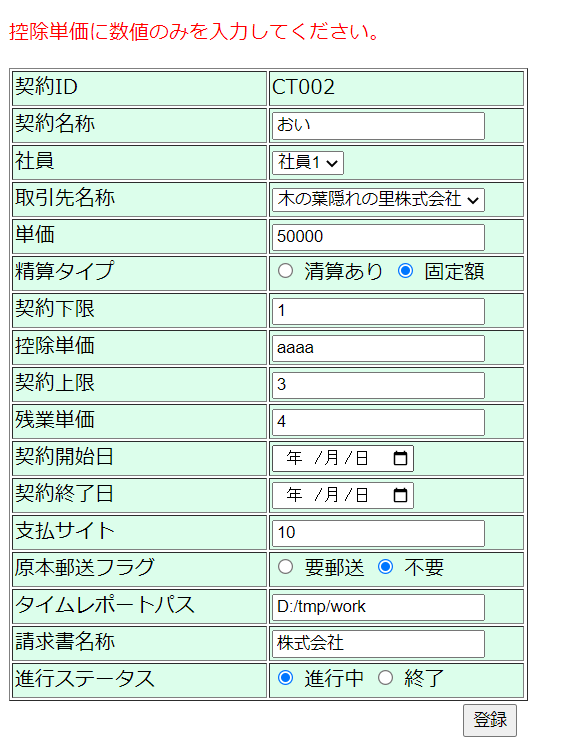 控除単価に数値のみを入力してください。
契約ID CT002
契約名称 おい
社員 社員1
取引先名称 木の葉隠れの里株式会社
単価 50000
精算タイプ 清算あり 固定額
契約下限 1
控除単価 aaaa
契約上限 3
残業単価 4
契約開始日 年 /月/日
契約終了日 年 /月/日
支払サイト 10
原本郵送フラグ 要郵送 不要
タイムレポートパス D:/tmp/work
請求書名称 株式会社
進行ステータス 進行中 終了
登録